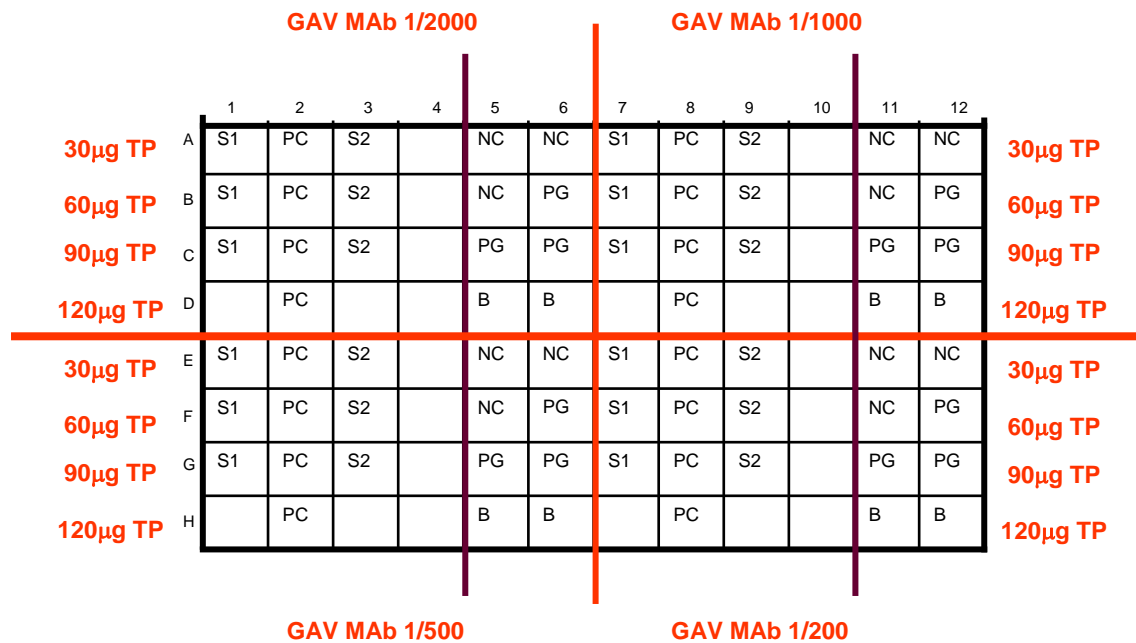 GAV MAb 1/2000 GAV MAb 1/1000
1 2 3 4 5 6 7 8 9 10 11 12
30μg TP A S1 PC S2 NC NC S1 PC S2 NC NC 30μg TP
60μg TP B S1 PC S2 NC PG S1 PC S2 NC PG 60μg TP
90μg TP C S1 PC S2 PG PG S1 PC S2 PG PG 90μg TP
120μg TP D PC B B PC B B 120μg TP
30μg TP E S1 PC S2 NC NC S1 PC S2 NC NC 30μg TP
60μg TP F S1 PC S2 NC PG S1 PC S2 NC PG 60μg TP
90μg TP G S1 PC S2 PG PG S1 PC S2 PG PG 90μg TP
120μg TP H PC B B PC B B 120μg TP
GAV MAb 1/500 GAV MAb 1/200